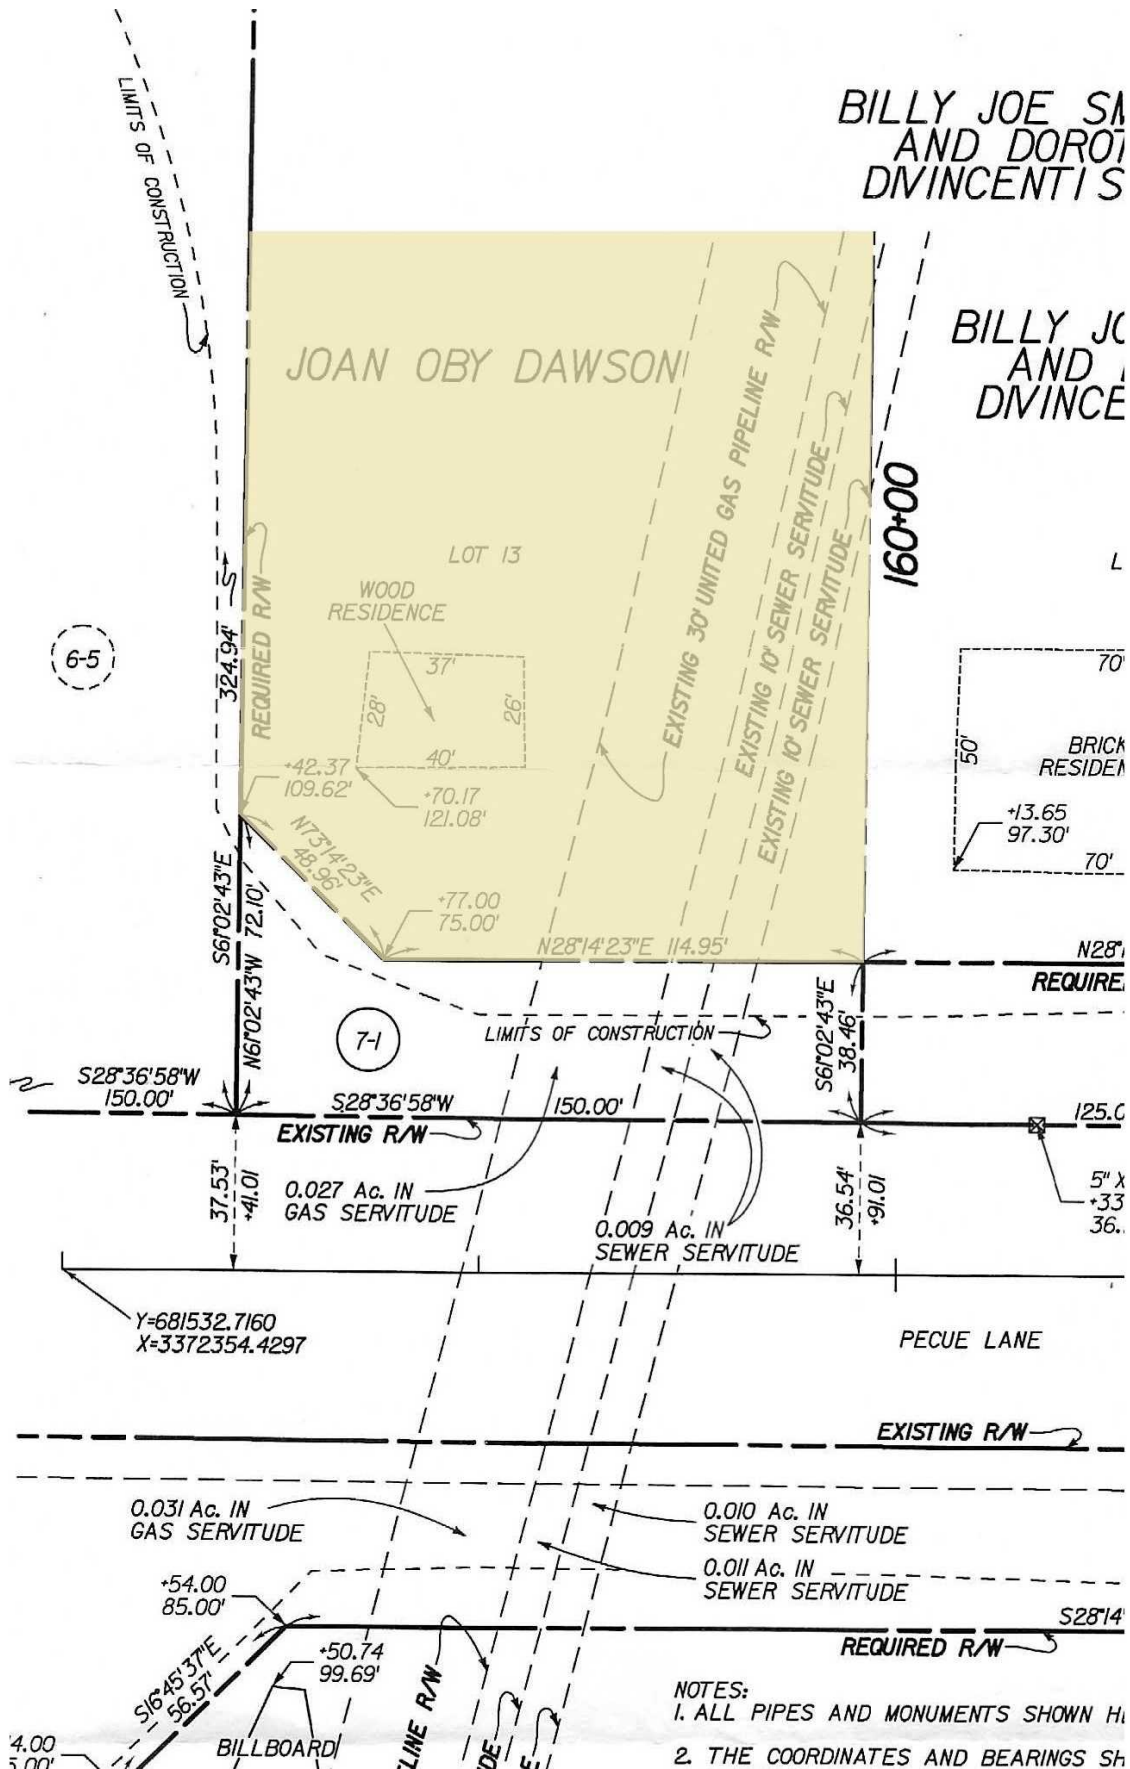 LIMITS OF CONSTRUCTION
BILLY JOE
AND
DIVINCENTI
BILLY
AND
JOAN OBY DAWSON
LOT 13
WOOD
RESIDENCE
37'
28'
26'
40'
EXISTING 30' UNITED GAS PIPELINE R/W
EXISTING 10' SEWER SERVITUDE
EXISTING 10' SEWER SERVITUDE
160+00
6-5
324.94'
REQUIRED R/W
+42.37
109.62'
+70.17
121.08'
N73°14'23"E
48.96'
+77.00
75.00'
N28°14'23"E 114.95'
70'
50'
+13.65
97.30'
70'
S61°02'43"E
N61°02'43"W 72.10'
7-1
LIMITS OF CONSTRUCTION
S61°02'43"E
38.46'
S28°36'58"W
150.00'
S28°36'58"W 150.00'
EXISTING R/W
37.53'
+41.01
0.027 Ac. IN
GAS SERVITUDE
0.009 Ac. IN
SEWER SERVITUDE
36.54'
+91.01
5" X
+33
36.
Y=681532.7160
X=3372354.4297
PECUE LANE
EXISTING R/W
0.031 Ac. IN
GAS SERVITUDE
0.010 Ac. IN
SEWER SERVITUDE
0.011 Ac. IN
SEWER SERVITUDE
+54.00
85.00'
S16°45'37"E
56.57'
+50.74
99.69'
BILLBOARD
R/W
S28°14'
REQUIRED R/W
NOTES:
1. ALL PIPES AND MONUMENTS SHOWN
2. THE COORDINATES AND BEARINGS